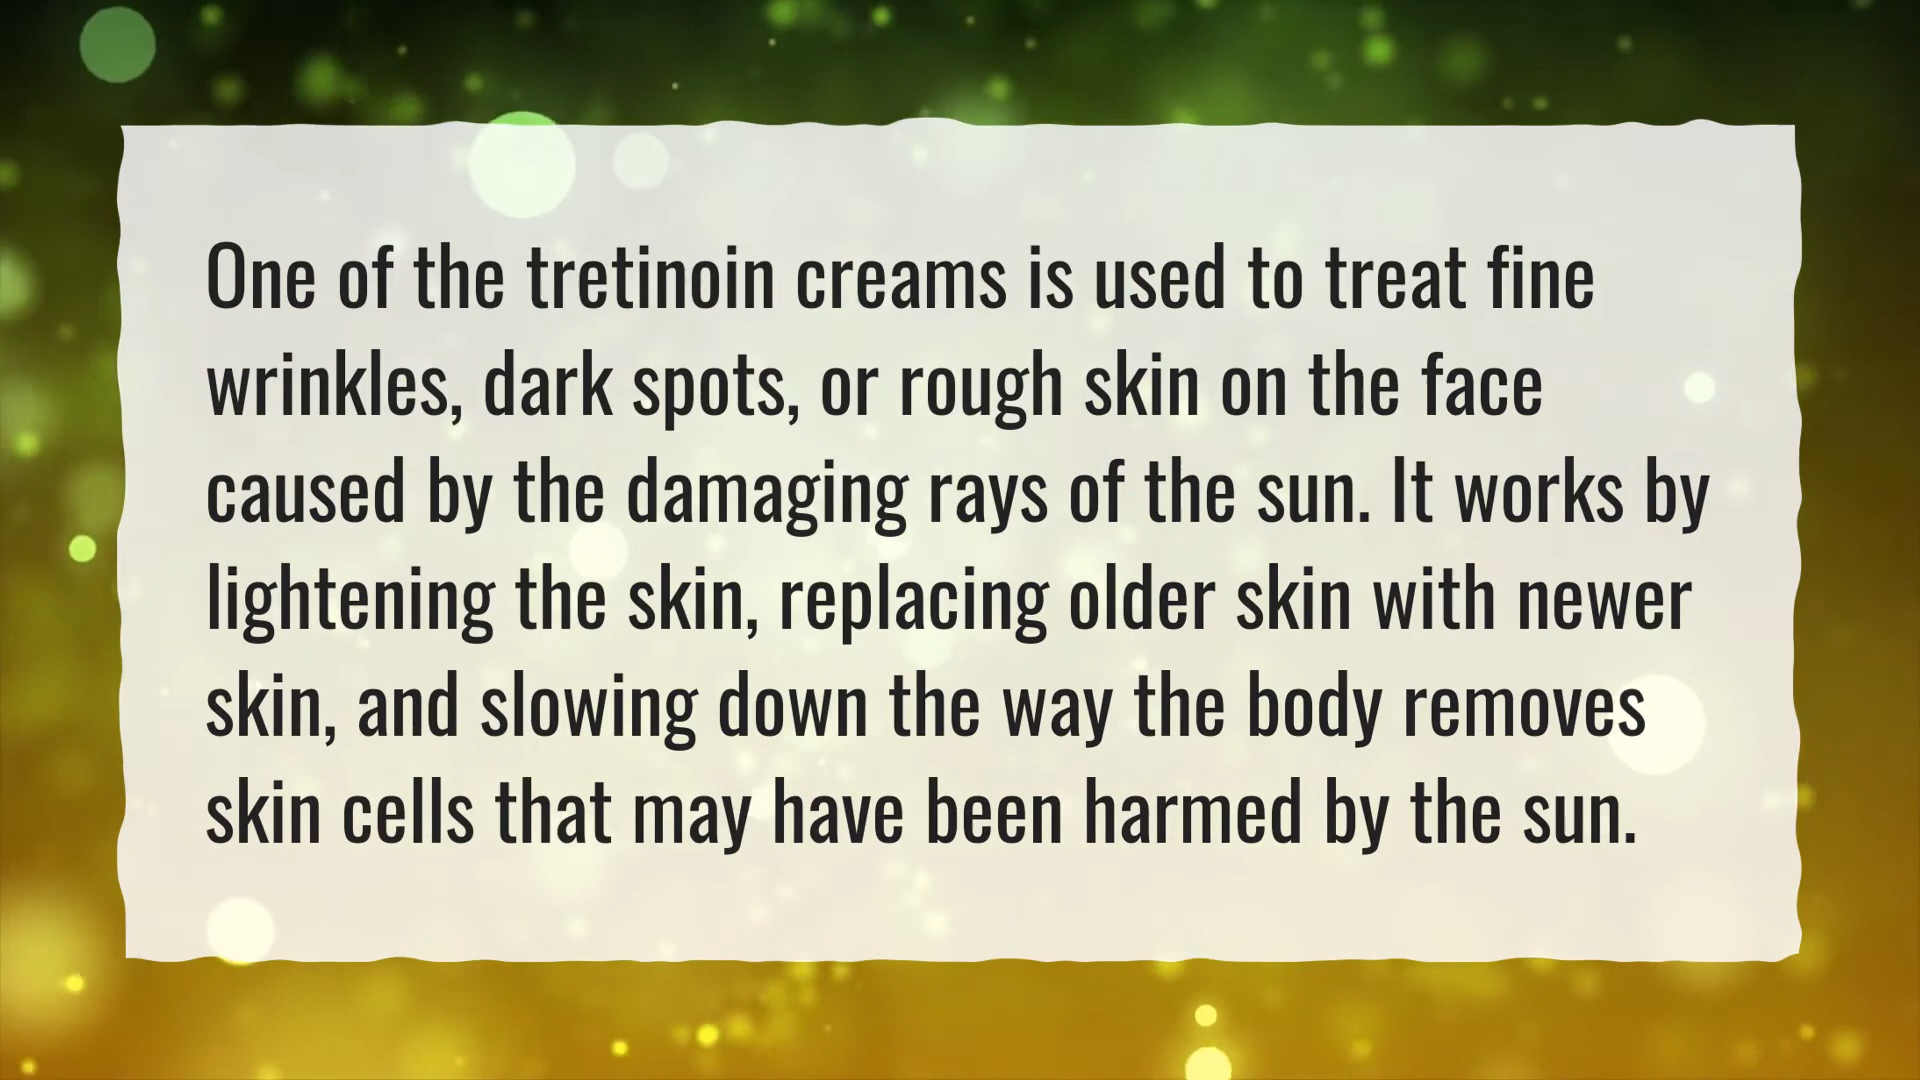 One of the tretinoin creams is used to treat fine
wrinkles, dark spots, or rough skin on the face
caused by the damaging rays of the sun. It works by
lightening the skin, replacing older skin with newer
skin, and slowing down the way the body removes
skin cells that may have been harmed by the sun.